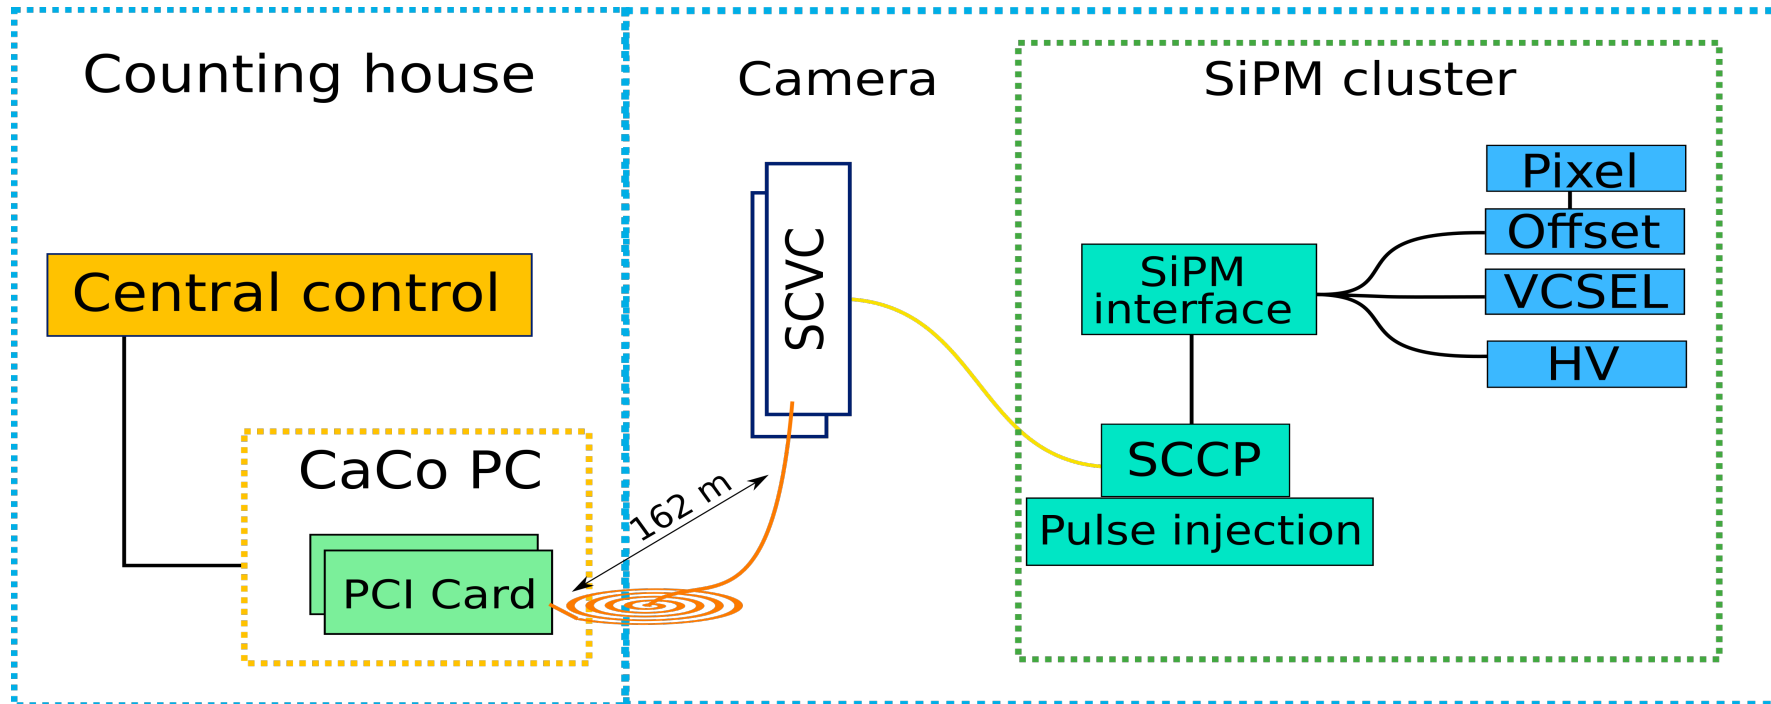 Counting house
Camera
SiPM cluster
Central control
CaCo PC
PCI Card
162 m
SCVC
SiPM
interface
SCCP
Pulse injection
Pixel
Offset
VCSEL
HV